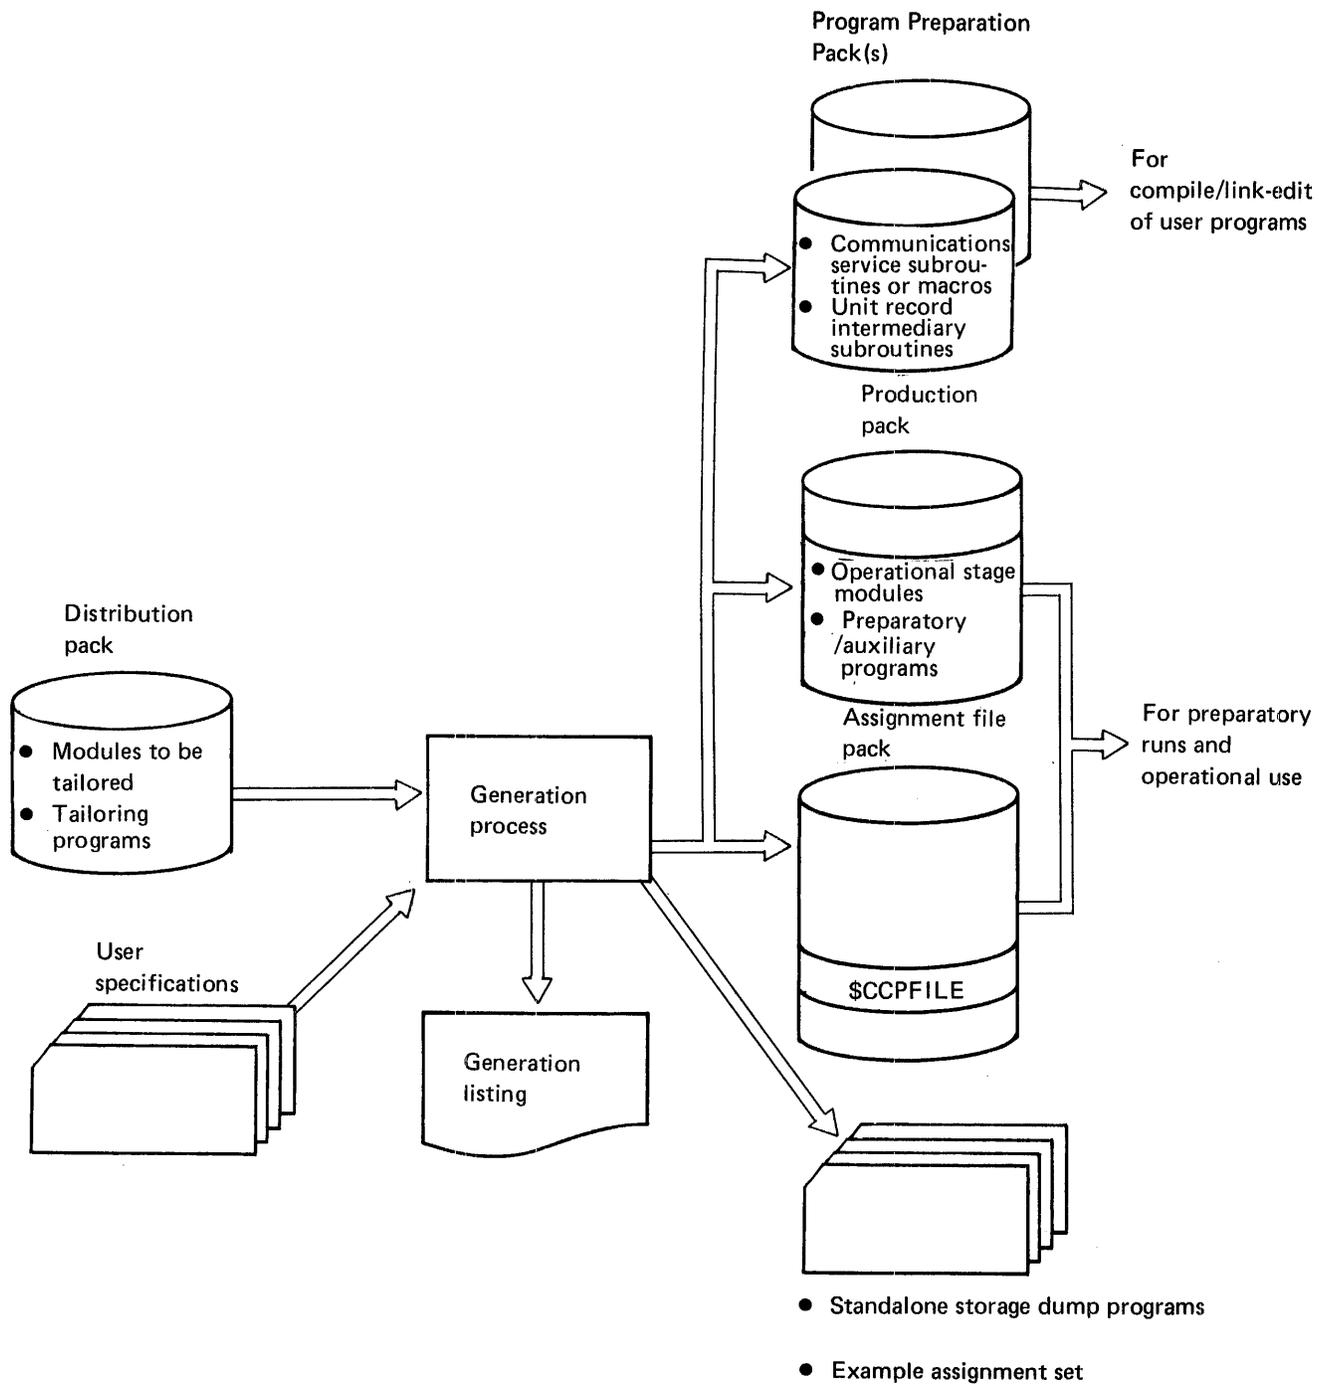 Program Preparation
Pack(s)
For
compile/link-edit
of user programs
● Communications
service subrou-
tines or macros
● Unit record
intermediary
subroutines
Production
pack
● Operational stage
modules
● Preparatory
/auxiliary
programs
Distribution
pack
● Modules to be
tailored
● Tailoring
programs
Generation
process
Assignment file
pack
For preparatory
runs and
operational use
$CCPFILE
User
specifications
Generation
listing
● Standalone storage dump programs
● Example assignment set